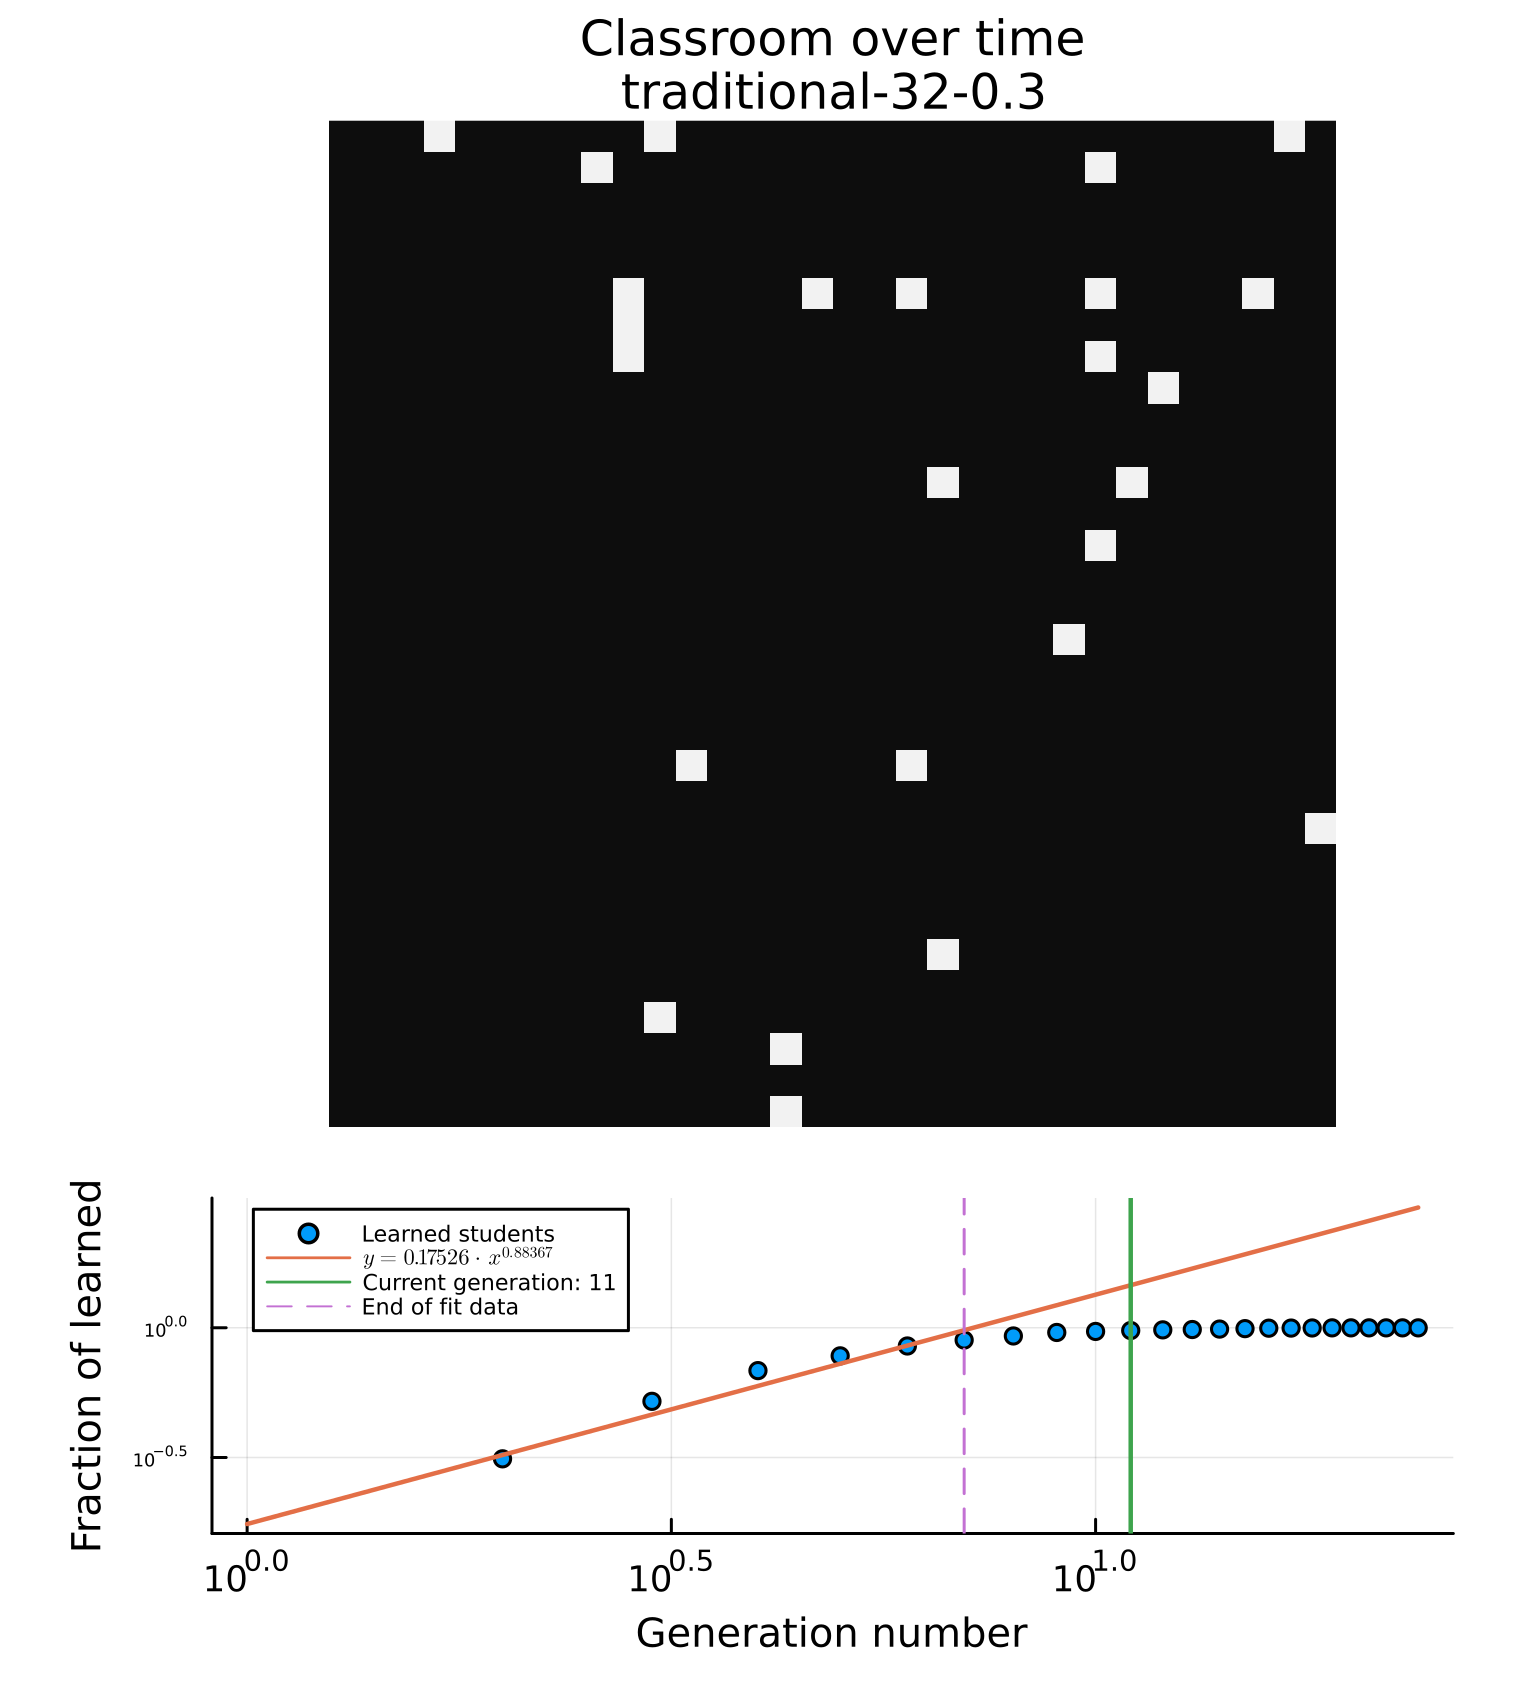 Classroom over time
traditional-32-0.3
Fraction of learned
Learned students
y = 0.17526 · x^0.88367
Current generation: 11
End of fit data
10^0.0
10^−0.5
10^0.0
10^0.5
10^1.0
Generation number